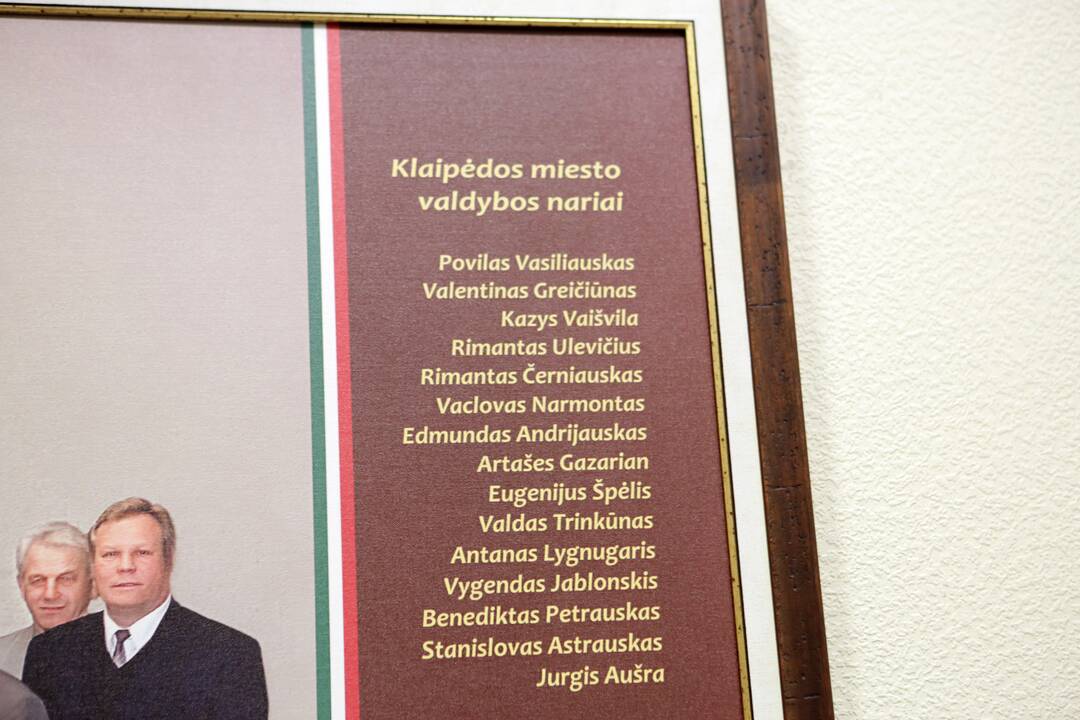 Klaipėdos miesto
valdybos nariai
Povilas Vasiliauskas
Valentinas Greičiūnas
Kazys Vaišvila
Rimantas Ulevičius
Rimantas Černiauskas
Vaclovas Narmontas
Edmundas Andrijauskas
Artašes Gazarian
Eugenijus Špėlis
Valdas Trinkūnas
Antanas Lygnugaris
Vygendas Jablonskis
Benediktas Petrauskas
Stanislovas Astrauskas
Jurgis Aušra